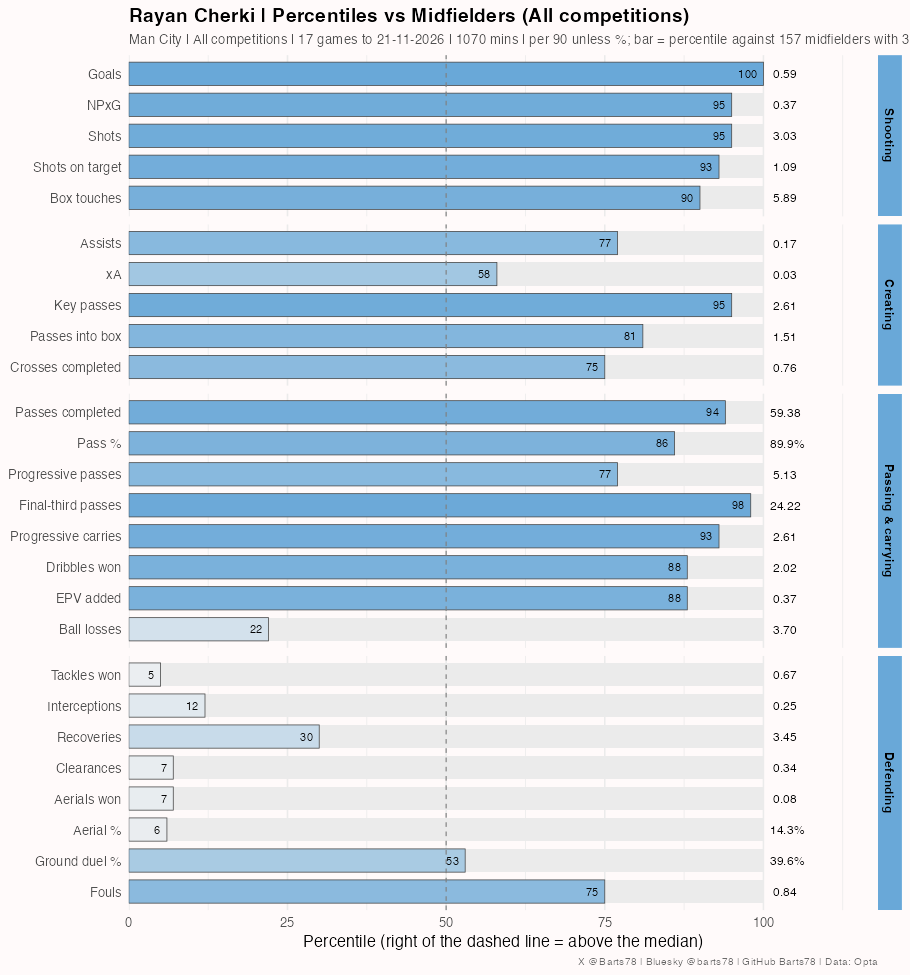 Rayan Cherki | Percentiles vs Midfielders (All competitions)
Man City | All competitions | 17 games to 21-11-2026 | 1070 mins | per 90 unless %; bar = percentile against 157 midfielders with 3
Shooting
Goals 100 0.59
NPxG 95 0.37
Shots 95 3.03
Shots on target 93 1.09
Box touches 90 5.89
Creating
Assists 77 0.17
xA 58 0.03
Key passes 95 2.61
Passes into box 81 1.51
Crosses completed 75 0.76
Passing & carrying
Passes completed 94 59.38
Pass % 86 89.9%
Progressive passes 77 5.13
Final-third passes 98 24.22
Progressive carries 93 2.61
Dribbles won 88 2.02
EPV added 88 0.37
Ball losses 22 3.70
Defending
Tackles won 5 0.67
Interceptions 12 0.25
Recoveries 30 3.45
Clearances 7 0.34
Aerials won 7 0.08
Aerial % 6 14.3%
Ground duel % 53 39.6%
Fouls 75 0.84
0 25 50 75 100
Percentile (right of the dashed line = above the median)
X @Barts78 | Bluesky @barts78 | GitHub Barts78 | Data: Opta